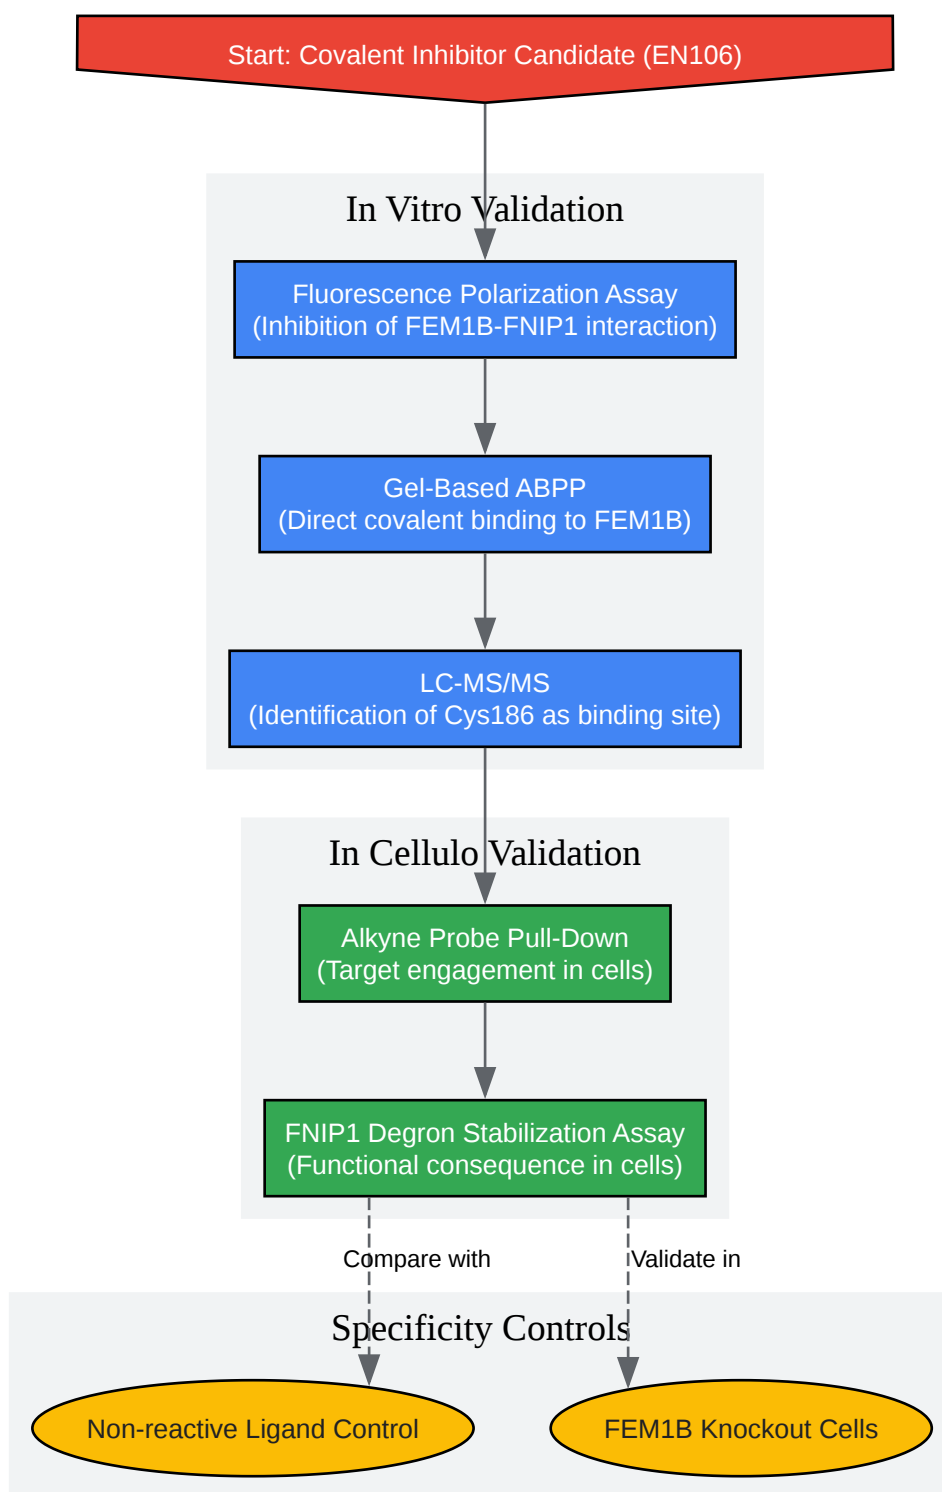 Start: Covalent Inhibitor Candidate (EN106)
In Vitro Validation
Fluorescence Polarization Assay
(Inhibition of FEM1B-FNIP1 interaction)
Gel-Based ABPP
(Direct covalent binding to FEM1B)
LC-MS/MS
(Identification of Cys186 as binding site)
In Cellulo Validation
Alkyne Probe Pull-Down
(Target engagement in cells)
FNIP1 Degron Stabilization Assay
(Functional consequence in cells)
Compare with
Validate in
Specificity Controls
Non-reactive Ligand Control
FEM1B Knockout Cells